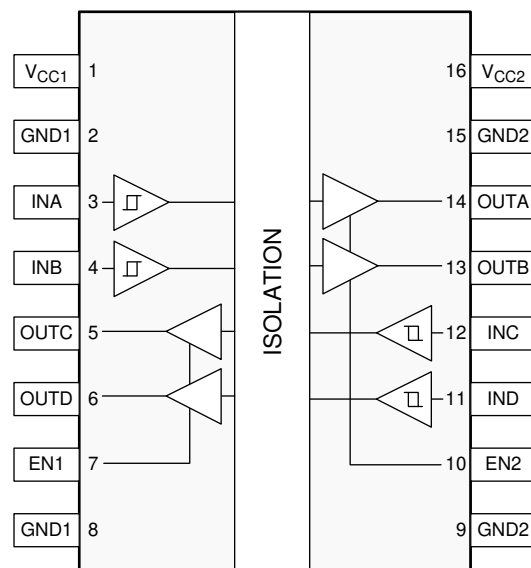 VCC1 1 16 VCC2
GND1 2 15 GND2
INA 3 14 OUTA
INB 4 13 OUTB
OUTC 5 12 INC
OUTD 6 11 IND
EN1 7 10 EN2
GND1 8 9 GND2
ISOLATION